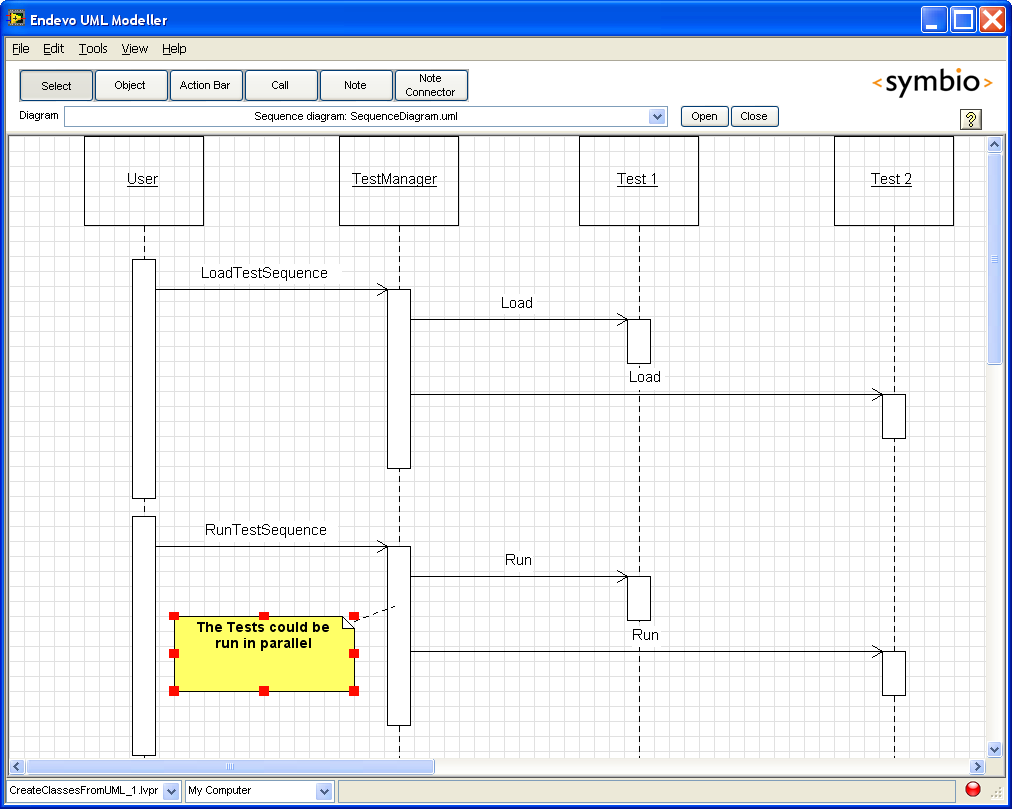 Endevo UML Modeller
File Edit Tools View Help
Select Object Action Bar Call Note Note
Connector
<symbio>
Diagram Sequence diagram: SequenceDiagram.uml Open Close ?
User TestManager Test 1 Test 2
LoadTestSequence
Load
Load
RunTestSequence
Run
The Tests could be
run in parallel
Run
CreateClassesFromUML_1.lvpr My Computer